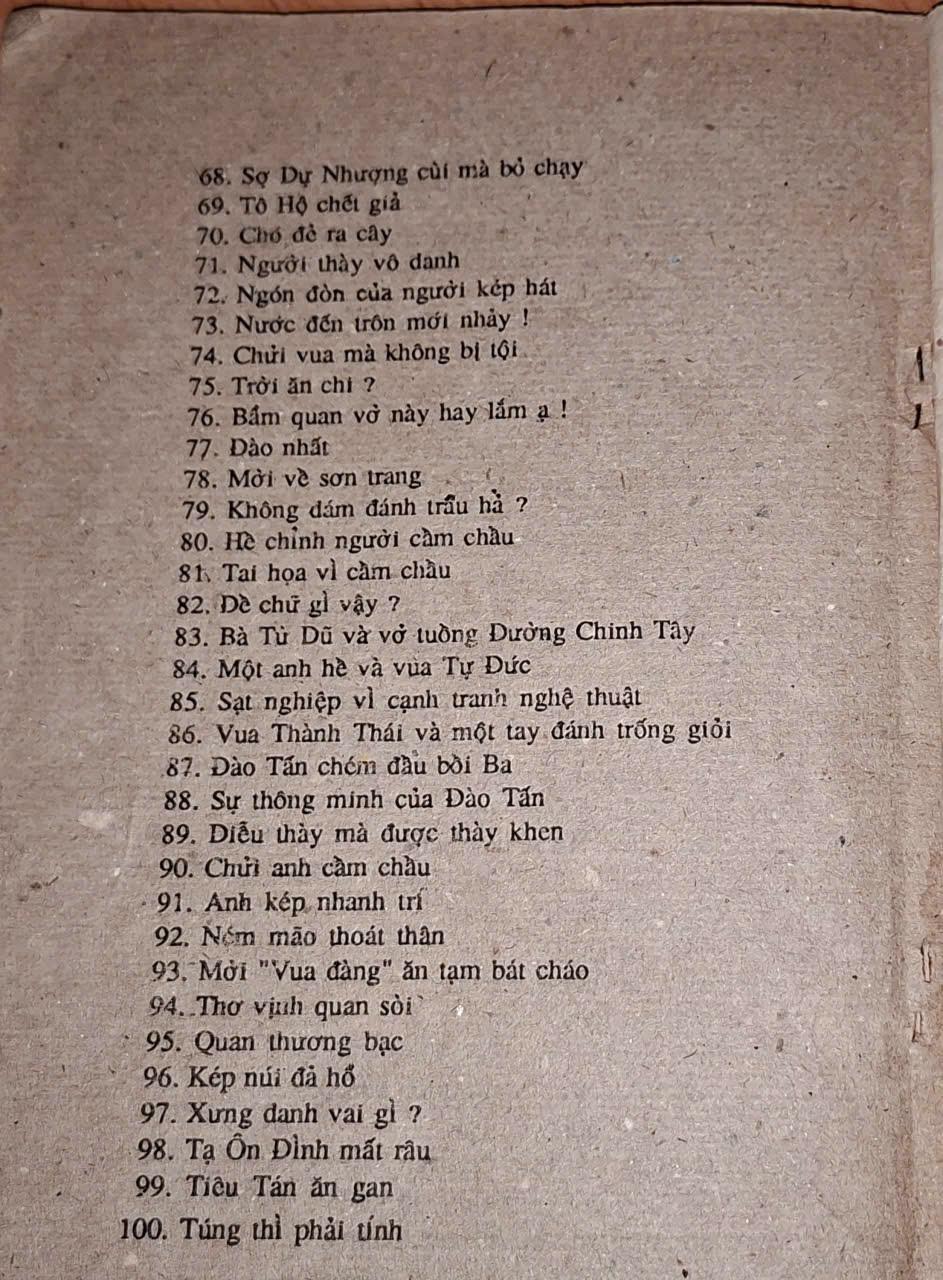 68. Sợ Dự Nhượng cùi mà bỏ chạy
69. Tô Hộ chết giả
70. Chó đẻ ra cây
71. Người thày vô danh
72. Ngón đòn của người kép hát
73. Nước đến trôn mới nhảy !
74. Chửi vua mà không bị tội
75. Trời ăn chi ?
76. Bẩm quan vở này hay lắm ạ !
77. Đào nhất
78. Mời về sơn trang
79. Không dám đánh trẫu hả ?
80. Hề chỉnh người cầm chầu
81. Tai họa vì cầm chầu
82. Đề chữ gì vậy ?
83. Bà Từ Dũ và vở tuồng Đường Chinh Tây
84. Một anh hề và vua Tự Đức
85. Sạt nghiệp vì cạnh tranh nghệ thuật
86. Vua Thành Thái và một tay đánh trống giỏi
87. Đào Tấn chém đầu bồi Ba
88. Sự thông minh của Đào Tấn
89. Diễu thày mà được thày khen
90. Chửi anh cầm chầu
91. Anh kép nhanh trí
92. Ném mão thoát thân
93. Mời "Vua đàng" ăn tạm bát cháo
94. Thơ vịnh quan sòi
95. Quan thương bạc
96. Kép núi đả hổ
97. Xưng danh vai gì ?
98. Tạ Ôn Đình mất râu
99. Tiêu Tán ăn gan
100. Túng thì phải tính